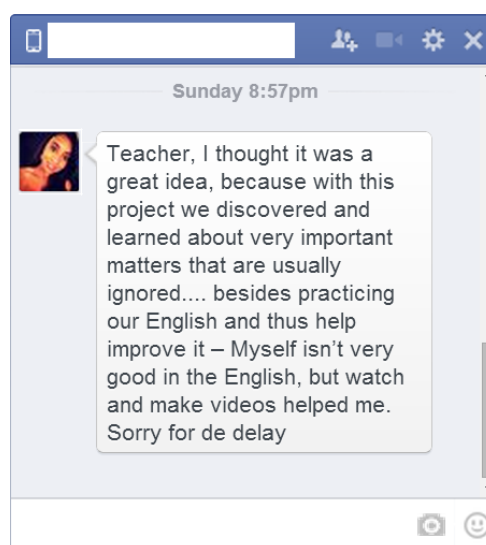 Sunday 8:57pm
Teacher, I thought it was a
great idea, because with this
project we discovered and
learned about very important
matters that are usually
ignored.... besides practicing
our English and thus help
improve it – Myself isn't very
good in the English, but watch
and make videos helped me.
Sorry for de delay